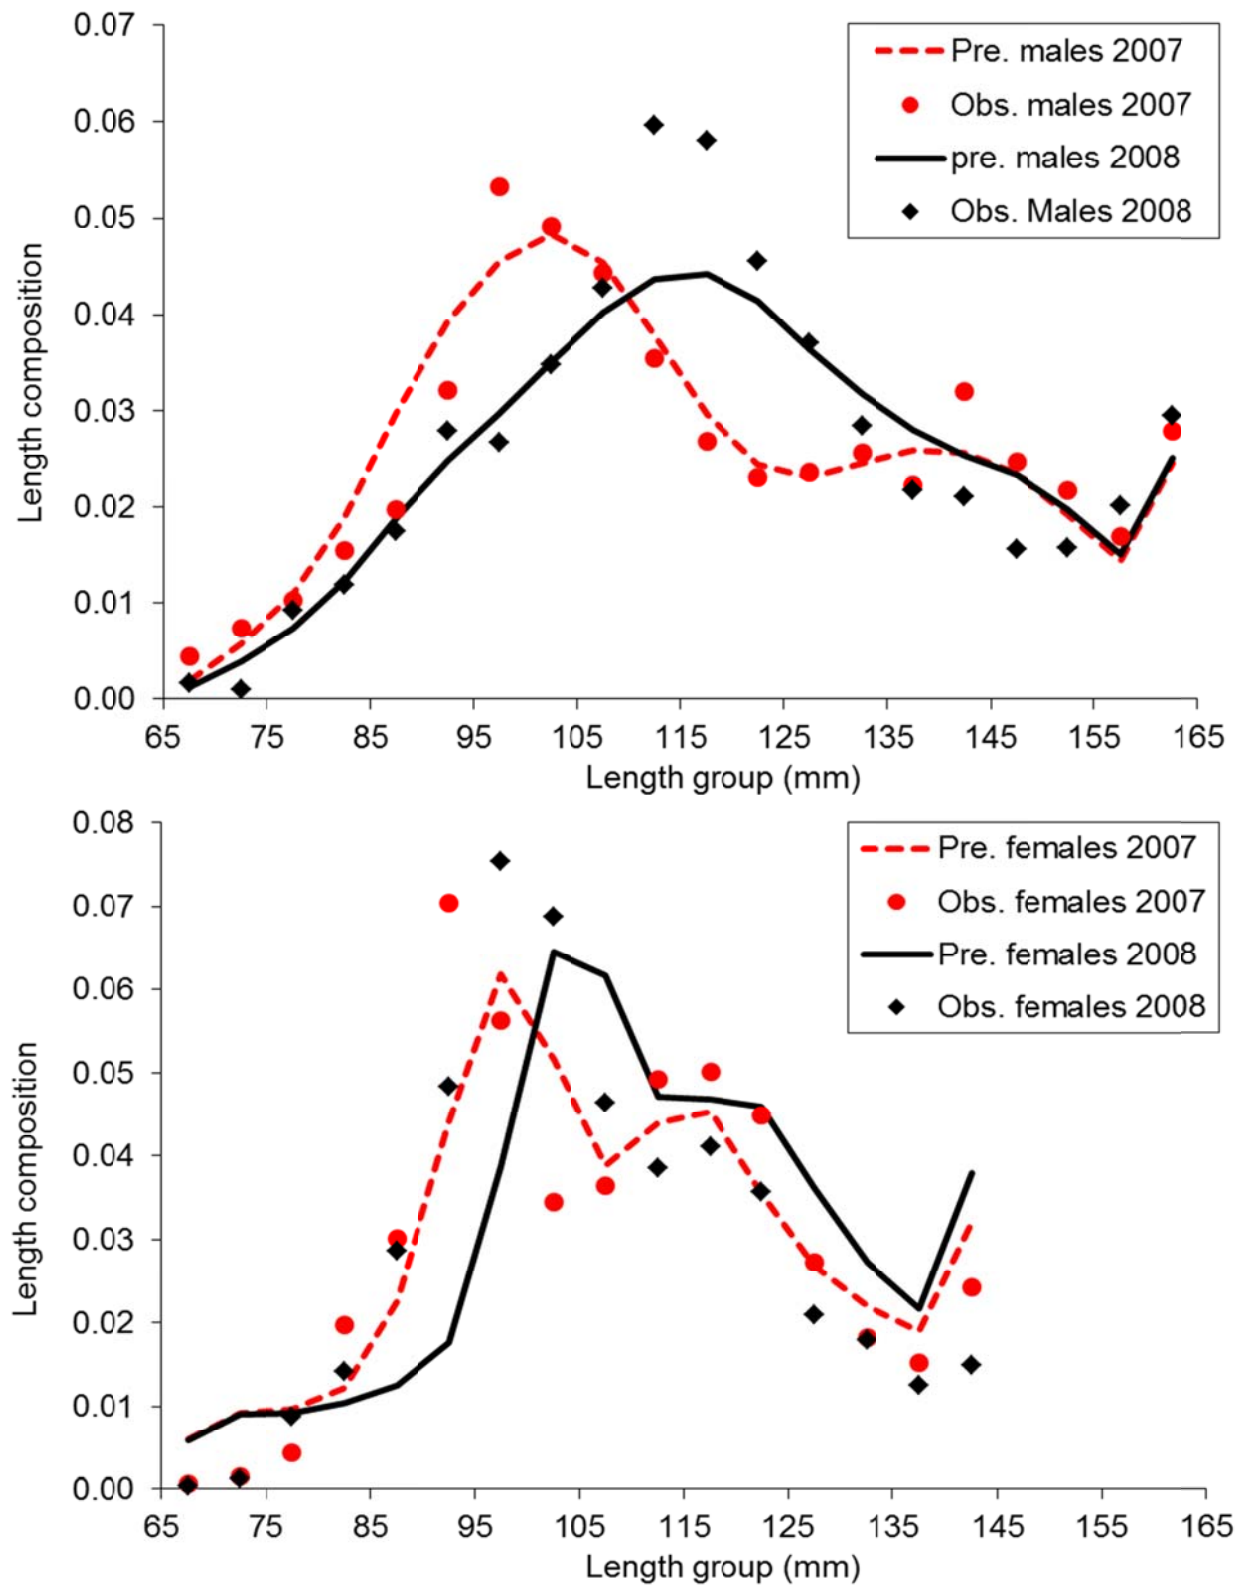 0.07
0.06
0.05
0.04
0.03
0.02
0.01
0.00
Length composition
Pre. males 2007
Obs. males 2007
pre. males 2008
Obs. Males 2008
65 75 85 95 105 115 125 135 145 155 165
Length group (mm)
0.08
0.07
0.06
0.05
0.04
0.03
0.02
0.01
0.00
Length composition
Pre. females 2007
Obs. females 2007
Pre. females 2008
Obs. females 2008
65 75 85 95 105 115 125 135 145 155 165
Length group (mm)